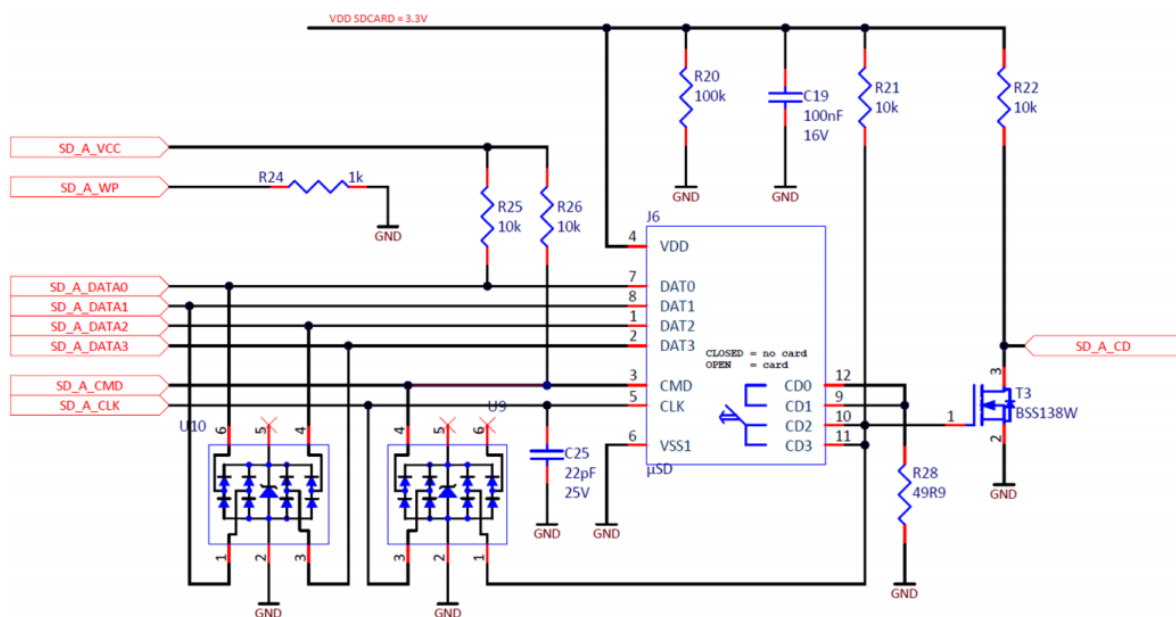 VDD SDCARD = 3.3V
R20
100k
C19
100nF
16V
R21
10k
R22
10k
SD_A_VCC
SD_A_WP
R24
1k
GND
R25
10k
R26
10k
GND
GND
J6
4
VDD
SD_A_DATA0
7
DAT0
SD_A_DATA1
8
DAT1
SD_A_DATA2
1
DAT2
SD_A_DATA3
2
DAT3
CLOSED = no card
OPEN = card
SD_A_CD
SD_A_CMD
3
CMD
CD0
12
SD_A_CLK
5
CLK
CD1
9
CD2
10
6
VSS1
CD3
11
µSD
3
T3
BSS138W
1
2
GND
U10
6
5
4
1
2
3
GND
U9
4
5
6
3
2
1
GND
C25
22pF
25V
GND
GND
R28
49R9
GND